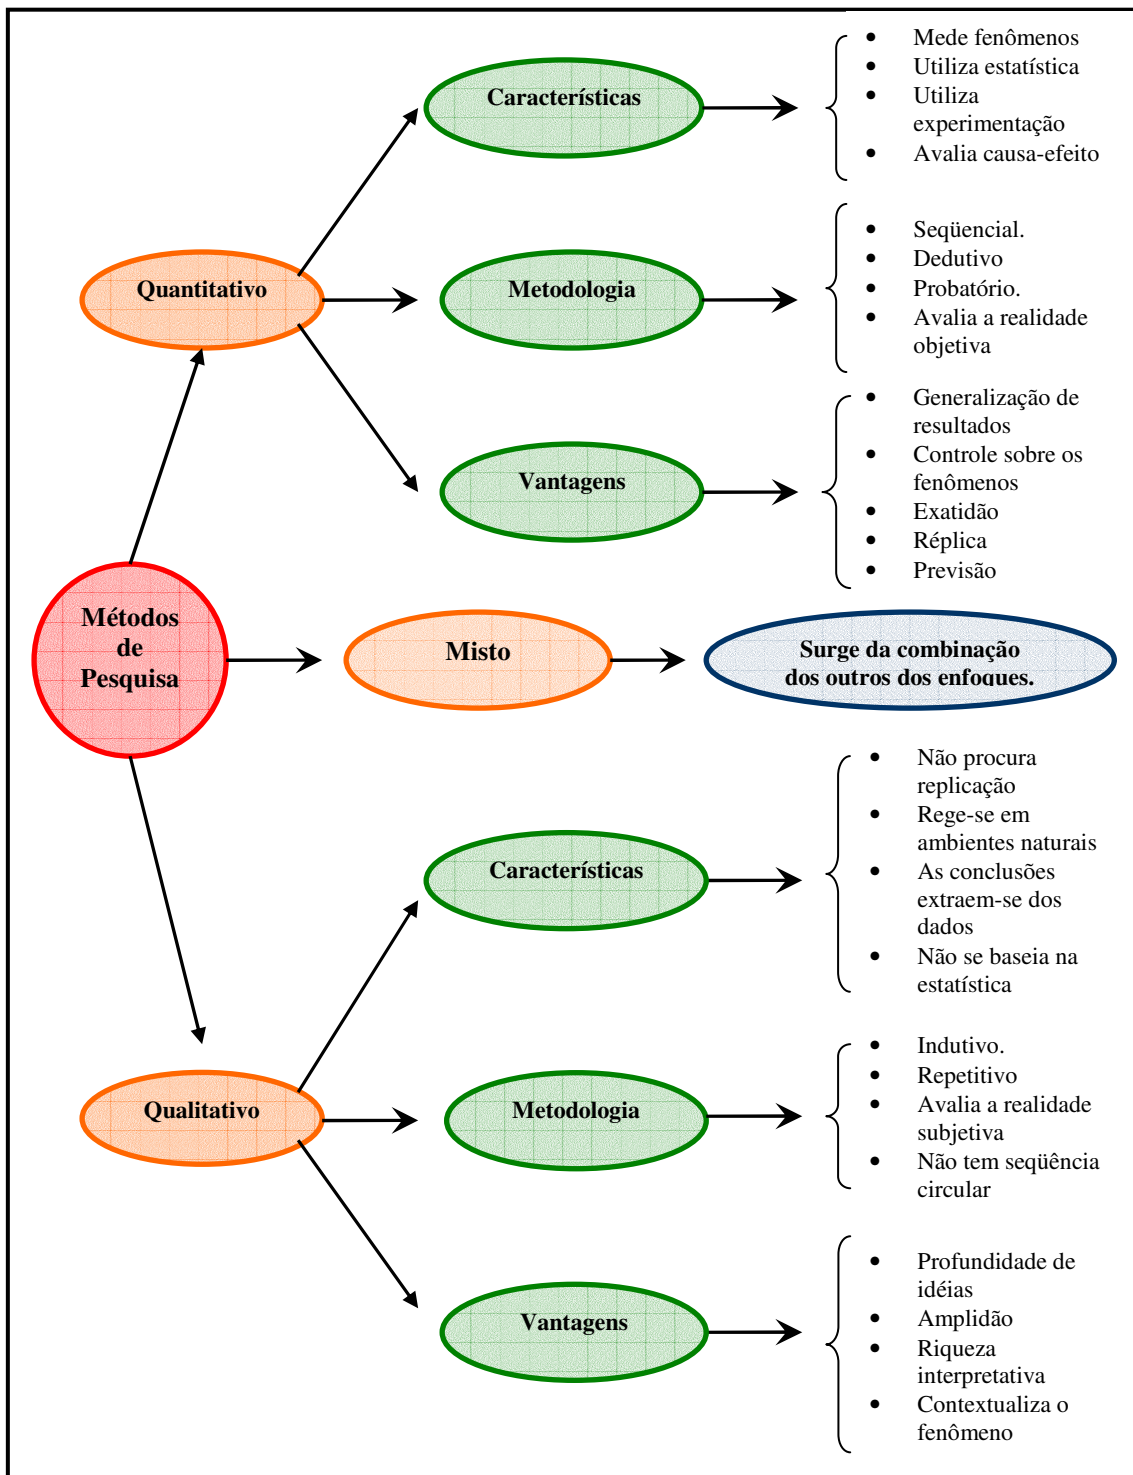 Métodos
de
Pesquisa
Quantitativo
Características
• Mede fenômenos
• Utiliza estatística
• Utiliza
experimentação
• Avalia causa-efeito
Metodologia
• Seqüencial.
• Dedutivo
• Probatório.
• Avalia a realidade
objetiva
Vantagens
• Generalização de
resultados
• Controle sobre os
fenômenos
• Exatidão
• Réplica
• Previsão
Misto
Surge da combinação
dos outros dos enfoques.
Qualitativo
Características
• Não procura
replicação
• Rege-se em
ambientes naturais
• As conclusões
extraem-se dos
dados
• Não se baseia na
estatística
Metodologia
• Indutivo.
• Repetitivo
• Avalia a realidade
subjetiva
• Não tem seqüência
circular
Vantagens
• Profundidade de
idéias
• Amplidão
• Riqueza
interpretativa
• Contextualiza o
fenômeno